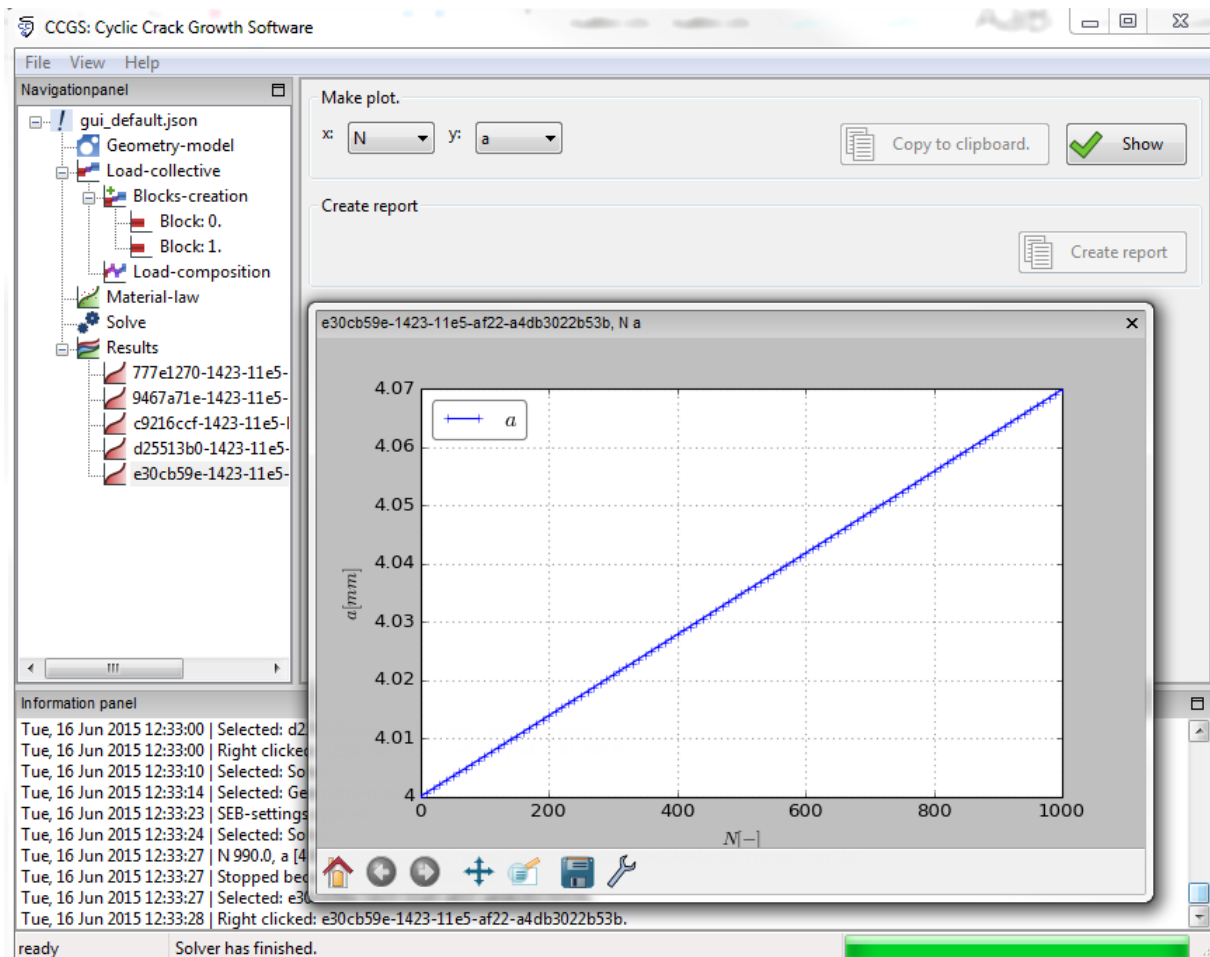 CCGS: Cyclic Crack Growth Software
File View Help
Navigationpanel
gui_default.json
Geometry-model
Load-collective
Blocks-creation
Block: 0.
Block: 1.
Load-composition
Material-law
Solve
Results
777e1270-1423-11e5-
9467a71e-1423-11e5-
c9216ccf-1423-11e5-
d25513b0-1423-11e5-
e30cb59e-1423-11e5-
Make plot.
x: N y: a
Copy to clipboard.
Show
Create report
Create report
e30cb59e-1423-11e5-af22-a4db3022b53b, N a
4.07
4.06
4.05
4.04
4.03
4.02
4.01
4
a
a[mm]
0 200 400 600 800 1000
N[−]
Information panel
Tue, 16 Jun 2015 12:33:00 | Selected: d2
Tue, 16 Jun 2015 12:33:00 | Right clicked
Tue, 16 Jun 2015 12:33:10 | Selected: So
Tue, 16 Jun 2015 12:33:14 | Selected: Ge
Tue, 16 Jun 2015 12:33:23 | SEB-settings
Tue, 16 Jun 2015 12:33:24 | Selected: So
Tue, 16 Jun 2015 12:33:27 | N 990.0, a [4
Tue, 16 Jun 2015 12:33:27 | Stopped bec
Tue, 16 Jun 2015 12:33:27 | Selected: e30
Tue, 16 Jun 2015 12:33:28 | Right clicked: e30cb59e-1423-11e5-af22-a4db3022b53b.
ready Solver has finished.